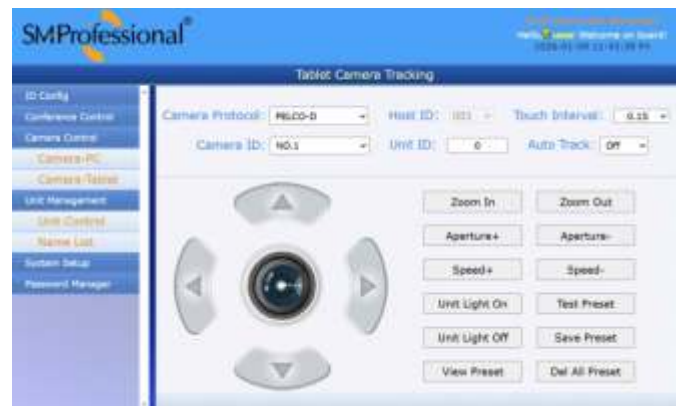 SMProfessional®
Tablet Camera Tracking
ID Config
Conference Control
Camera Control
Camera-PC
Camera-Tablet
Unit Management
Unit Control
Name List
System Setup
Password Manager
Camera Protocol: PELCO-D Host ID: 001 Touch Interval: 0.15
Camera ID: NO.1 Unit ID: 0 Auto Track: Off
Zoom In Zoom Out
Aperture+ Aperture-
Speed+ Speed-
Unit Light On Test Preset
Unit Light Off Save Preset
View Preset Del All Preset